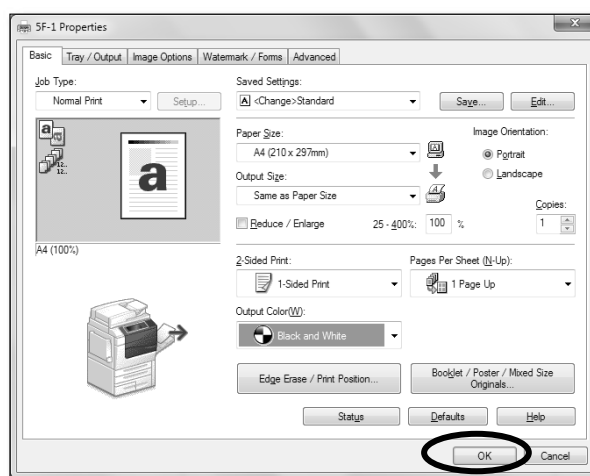 5F-1 Properties
Basic Tray / Output Image Options Watermark / Forms Advanced
Job Type:
Normal Print Setup...
A4 (100%)
Saved Settings:
<Change>Standard Save... Edit...
Paper Size:
A4 (210 x 297mm)
Image Orientation:
Portrait
Landscape
Output Size:
Same as Paper Size
Copies:
Reduce / Enlarge 25 - 400%: 100 % 1
2-Sided Print:
1-Sided Print
Pages Per Sheet (N-Up):
1 Page Up
Output Color(W):
Black and White
Edge Erase / Print Position...
Booklet / Poster / Mixed Size
Originals...
Status Defaults Help
OK Cancel